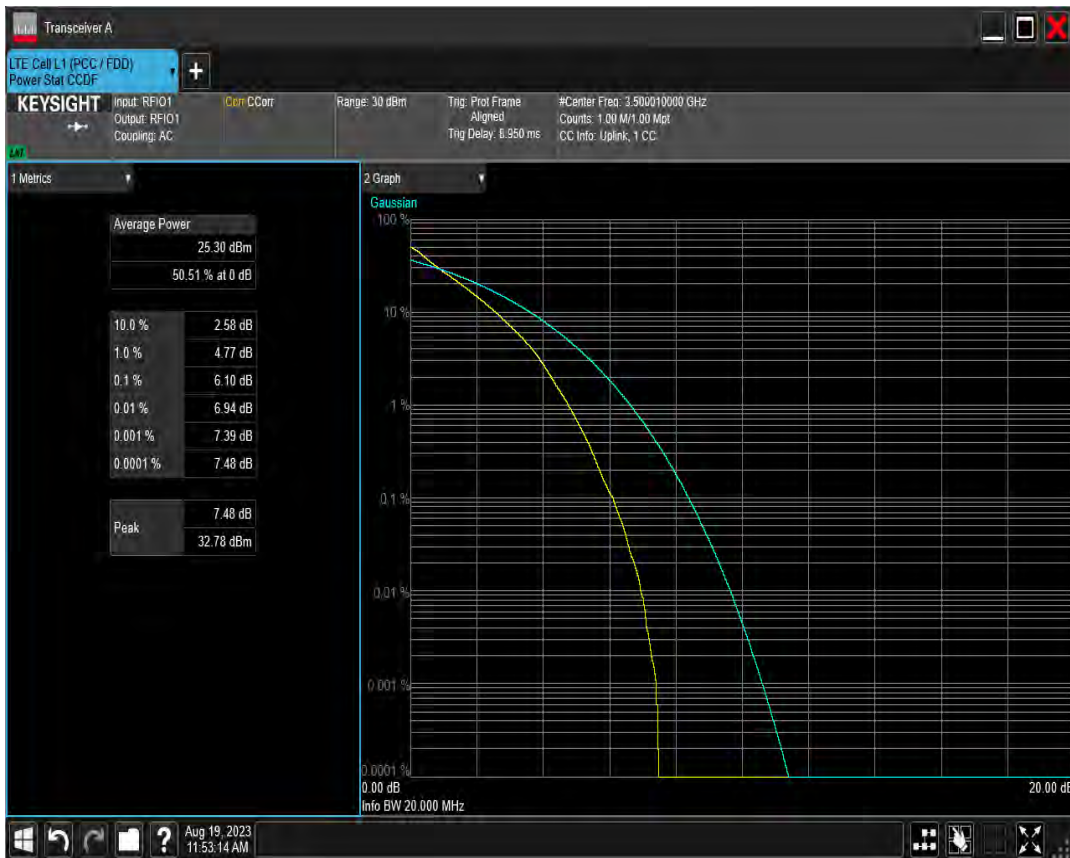 Transceiver A
LTE Cell L1 (PCC / FDD)
Power Stat CCDF
+
KEYSIGHT
Input: RFIO1
Output: RFIO1
Coupling: AC
Corr CCorr
Range: 30 dBm
Trig: Prot Frame
Aligned
Trig Delay: 8.950 ms
#Center Freq: 3.500010000 GHz
Counts: 1.00 M/1.00 Mpt
CC Info: Uplink, 1 CC
1 Metrics
Average Power
25.30 dBm
50.51 % at 0 dB
10.0 % 2.58 dB
1.0 % 4.77 dB
0.1 % 6.10 dB
0.01 % 6.94 dB
0.001 % 7.39 dB
0.0001 % 7.48 dB
Peak
7.48 dB
32.78 dBm
2 Graph
Gaussian
100 %
10 %
1 %
0.1 %
0.01 %
0.001 %
0.0001 %
0.00 dB
20.00 dB
Info BW 20.000 MHz
?
Aug 19, 2023
11:53:14 AM